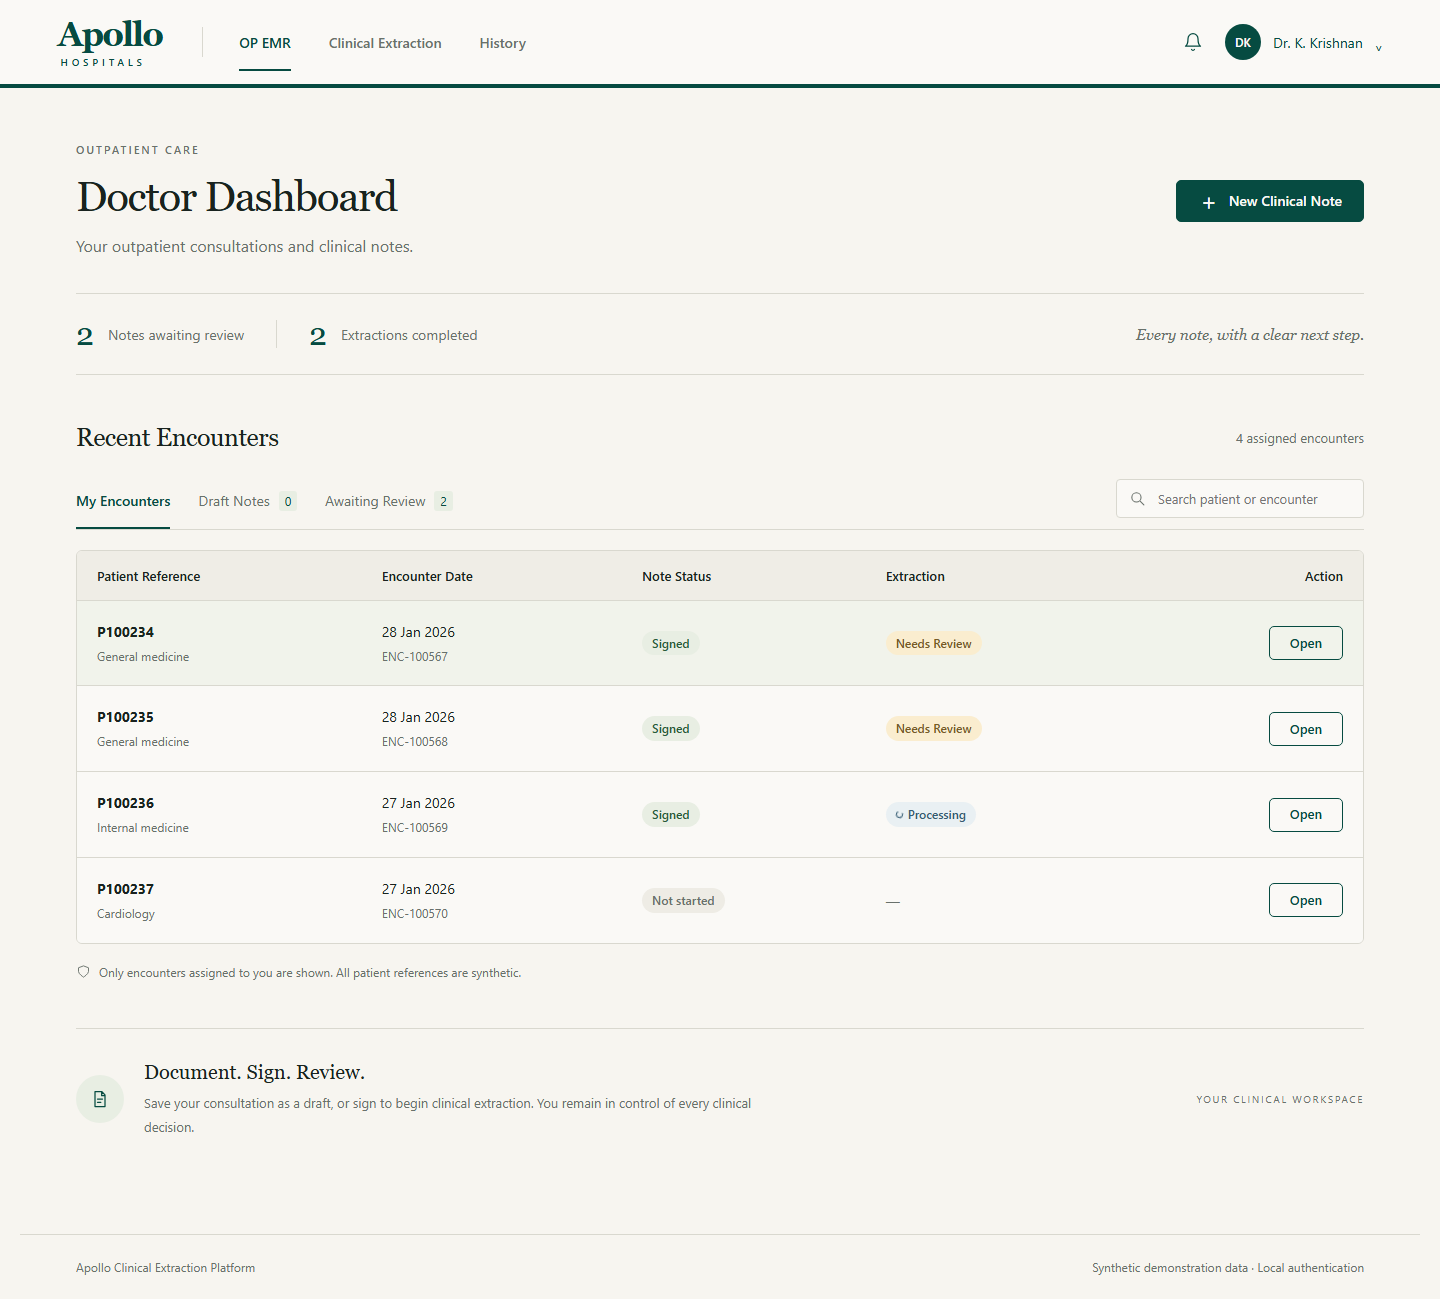 Apollo
HOSPITALS
OP EMR
Clinical Extraction
History
DK
Dr. K. Krishnan
v
OUTPATIENT CARE
Doctor Dashboard
+ New Clinical Note
Your outpatient consultations and clinical notes.
2 Notes awaiting review
2 Extractions completed
Every note, with a clear next step.
Recent Encounters
4 assigned encounters
My Encounters
Draft Notes 0
Awaiting Review 2
Search patient or encounter
Patient Reference
Encounter Date
Note Status
Extraction
Action
P100234
General medicine
28 Jan 2026
ENC-100567
Signed
Needs Review
Open
P100235
General medicine
28 Jan 2026
ENC-100568
Signed
Needs Review
Open
P100236
Internal medicine
27 Jan 2026
ENC-100569
Signed
Processing
Open
P100237
Cardiology
27 Jan 2026
ENC-100570
Not started
—
Open
Only encounters assigned to you are shown. All patient references are synthetic.
Document. Sign. Review.
Save your consultation as a draft, or sign to begin clinical extraction. You remain in control of every clinical
decision.
YOUR CLINICAL WORKSPACE
Apollo Clinical Extraction Platform
Synthetic demonstration data · Local authentication